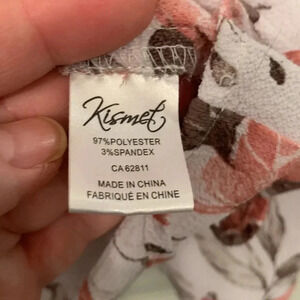 Kismet
97%POLYESTER
3%SPANDEX
CA 62811
MADE IN CHINA
FABRIQUÉ EN CHINE